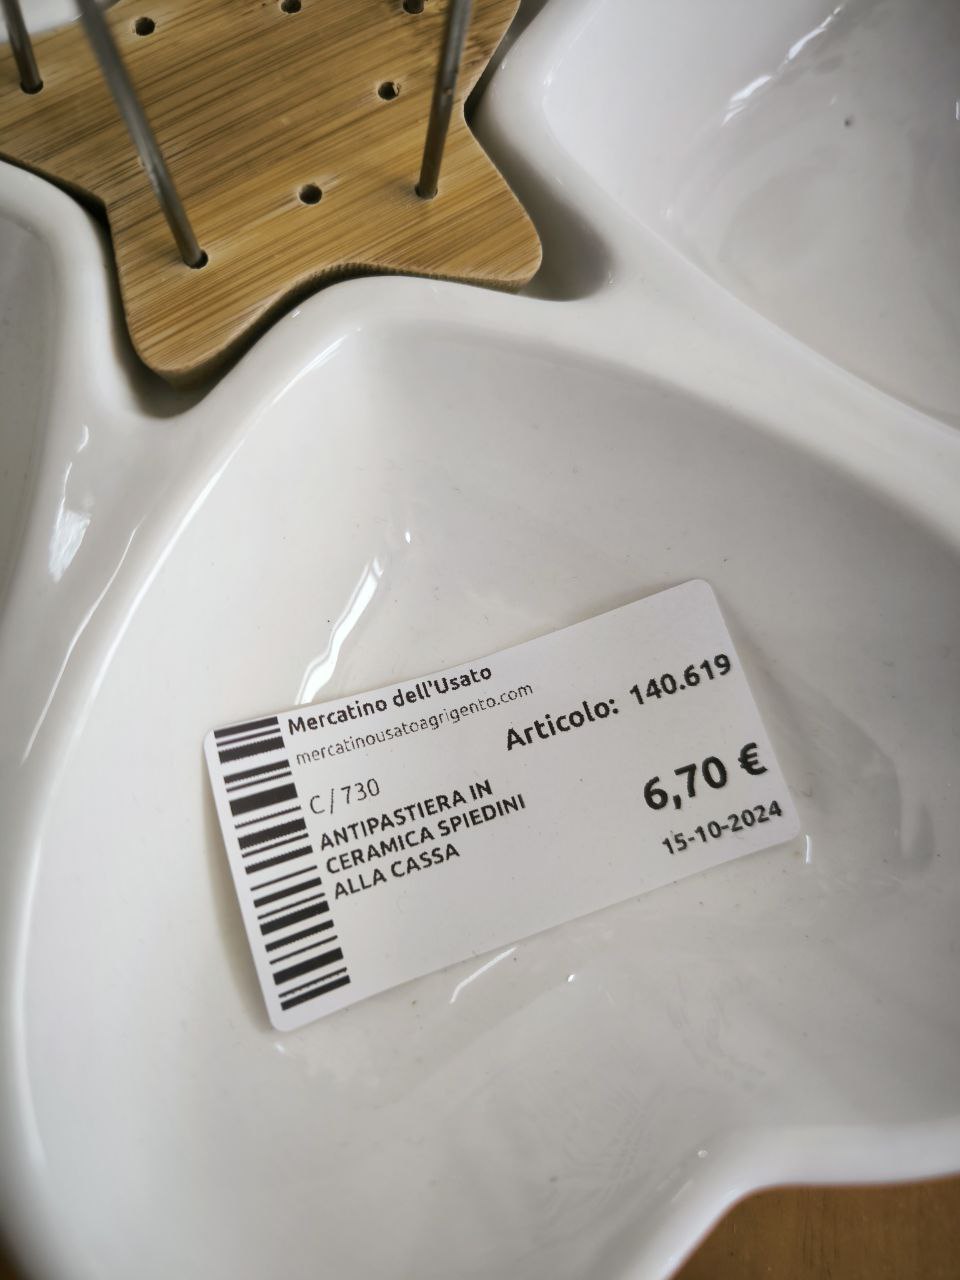 Mercatino dell'Usato
mercatinousatoagrigento.com
Articolo: 140.619
C/730
ANTIPASTIERA IN
CERAMICA SPIEDINI
ALLA CASSA
6,70 €
15-10-2024